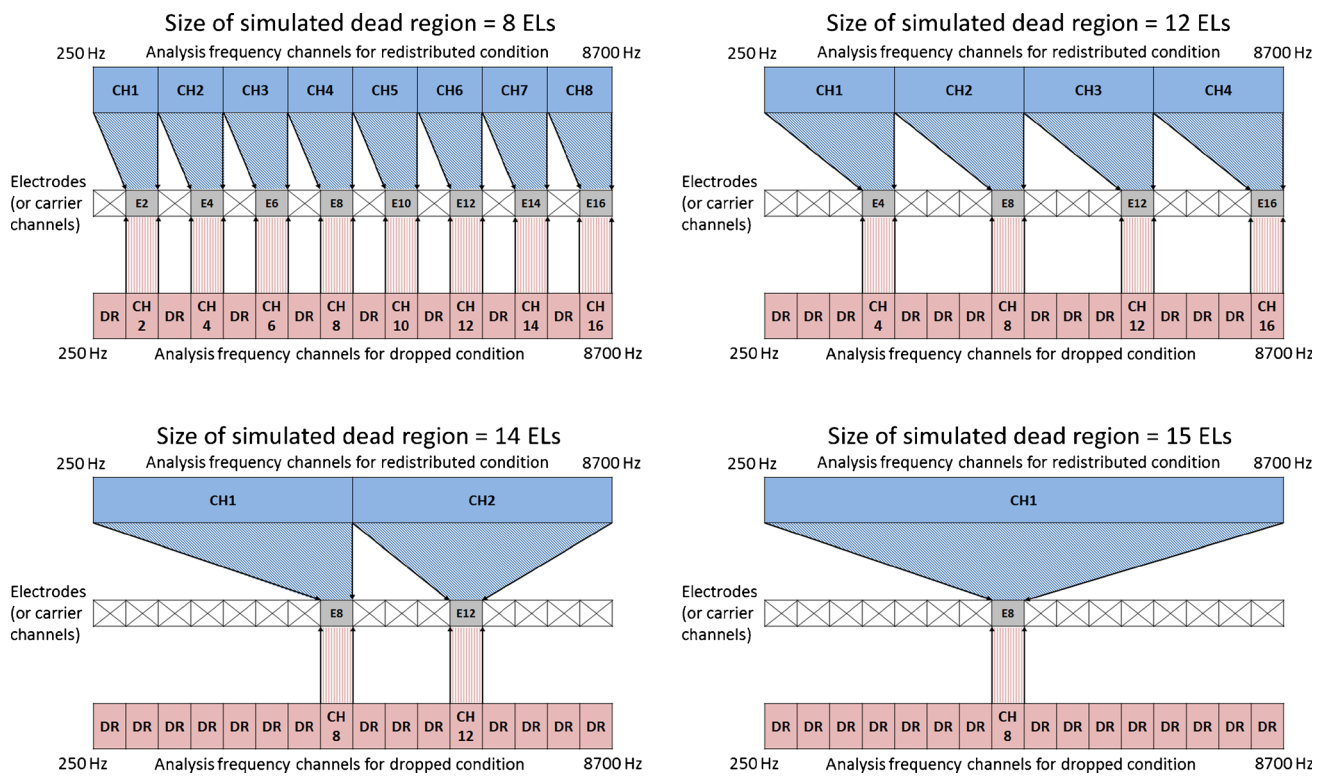 Size of simulated dead region = 8 ELs
250 Hz Analysis frequency channels for redistributed condition 8700 Hz
CH1 CH2 CH3 CH4 CH5 CH6 CH7 CH8
Electrodes
(or carrier
channels)
E2 E4 E6 E8 E10 E12 E14 E16
DR CH 2 DR CH 4 DR CH 6 DR CH 8 DR CH 10 DR CH 12 DR CH 14 DR CH 16
250 Hz Analysis frequency channels for dropped condition 8700 Hz
Size of simulated dead region = 12 ELs
250 Hz Analysis frequency channels for redistributed condition 8700 Hz
CH1 CH2 CH3 CH4
Electrodes
(or carrier
channels)
E4 E8 E12 E16
DR DR DR CH 4 DR DR DR CH 8 DR DR DR CH 12 DR DR DR CH 16
250 Hz Analysis frequency channels for dropped condition 8700 Hz
Size of simulated dead region = 14 ELs
250 Hz Analysis frequency channels for redistributed condition 8700 Hz
CH1 CH2
Electrodes
(or carrier
channels)
E8 E12
DR DR DR DR DR DR DR CH 8 DR DR DR CH 12 DR DR DR DR
250 Hz Analysis frequency channels for dropped condition 8700 Hz
Size of simulated dead region = 15 ELs
250 Hz Analysis frequency channels for redistributed condition 8700 Hz
CH1
Electrodes
(or carrier
channels)
E8
DR DR DR DR DR DR DR CH 8 DR DR DR DR DR DR DR DR
250 Hz Analysis frequency channels for dropped condition 8700 Hz